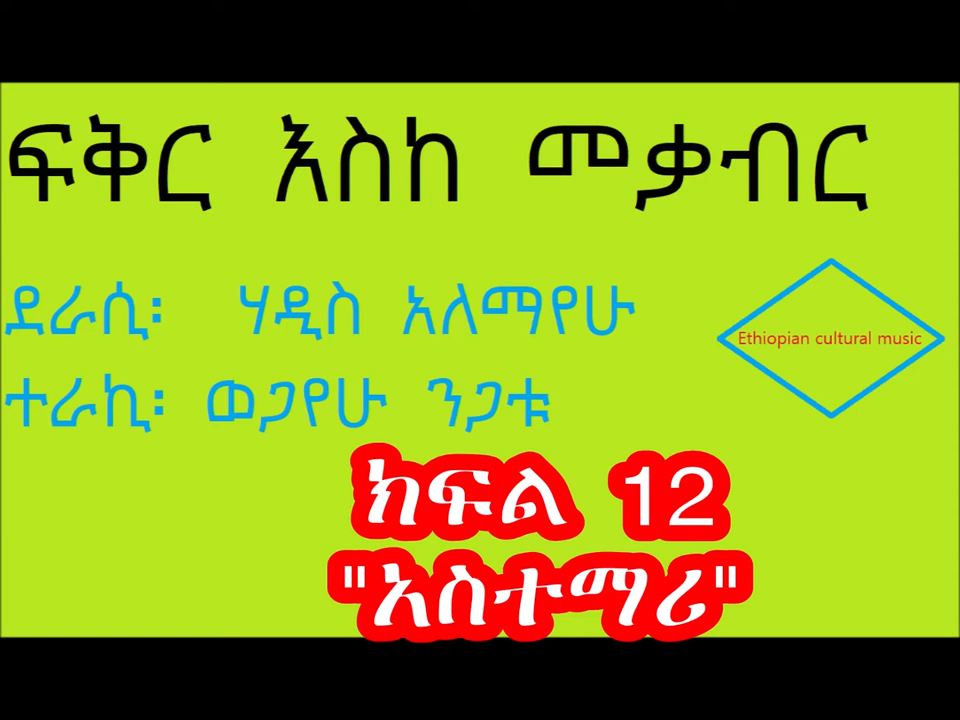 ፍቅር እስከ መቃብር
ደራሲ፡ ሃዲስ አለማየሁ
Ethiopian cultural music
ተራኪ፡ ወጋየሁ ንጋቱ
ክፍል 12
"አስተማሪ"